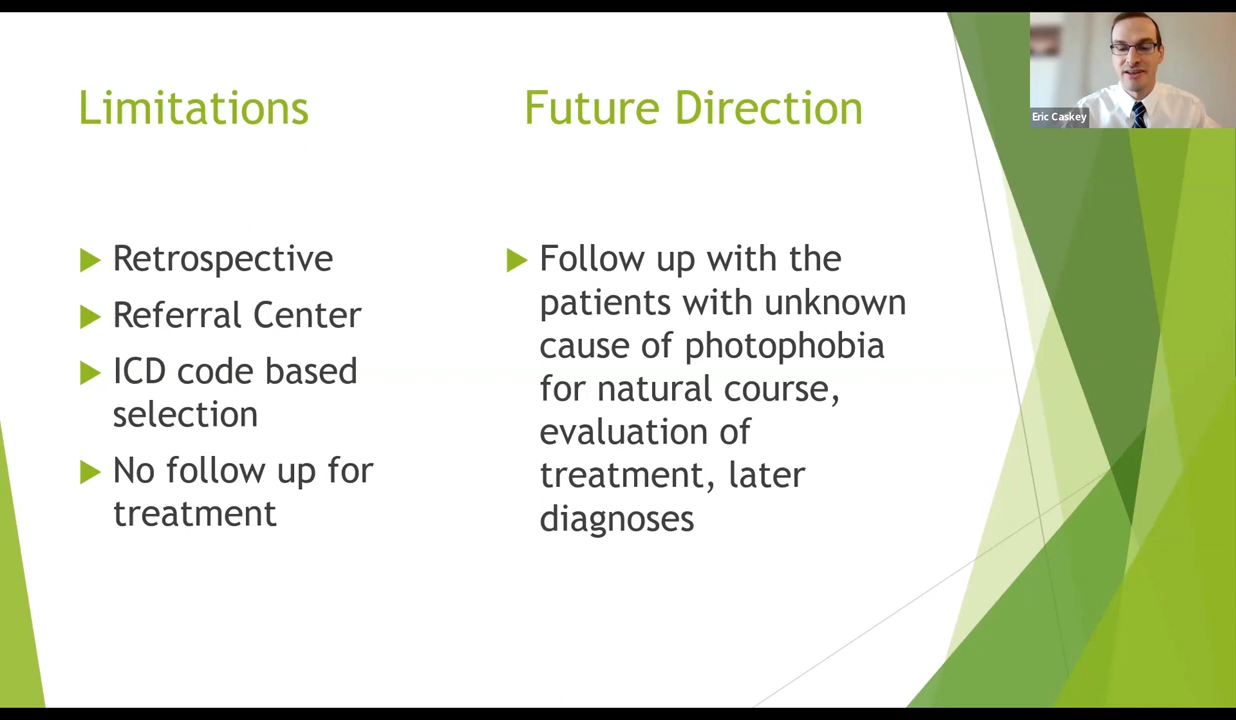 Limitations
Retrospective
Referral Center
ICD code based
selection
No follow up for
treatment
Future Direction
Follow up with the
patients with unknown
cause of photophobia
for natural course,
evaluation of
treatment, later
diagnoses
Eric Caskey